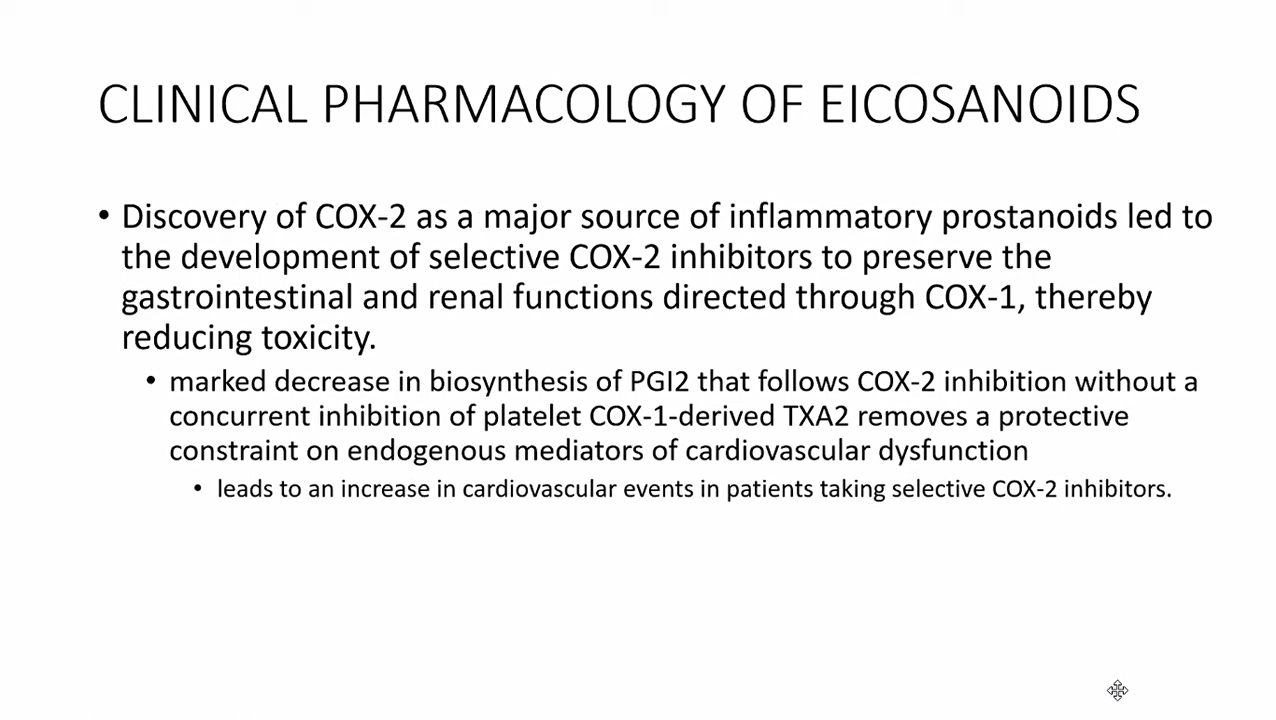 CLINICAL PHARMACOLOGY OF EICOSANOIDS
• Discovery of COX-2 as a major source of inflammatory prostanoids led to
the development of selective COX-2 inhibitors to preserve the
gastrointestinal and renal functions directed through COX-1, thereby
reducing toxicity.
• marked decrease in biosynthesis of PGI2 that follows COX-2 inhibition without a
concurrent inhibition of platelet COX-1-derived TXA2 removes a protective
constraint on endogenous mediators of cardiovascular dysfunction
• leads to an increase in cardiovascular events in patients taking selective COX-2 inhibitors.